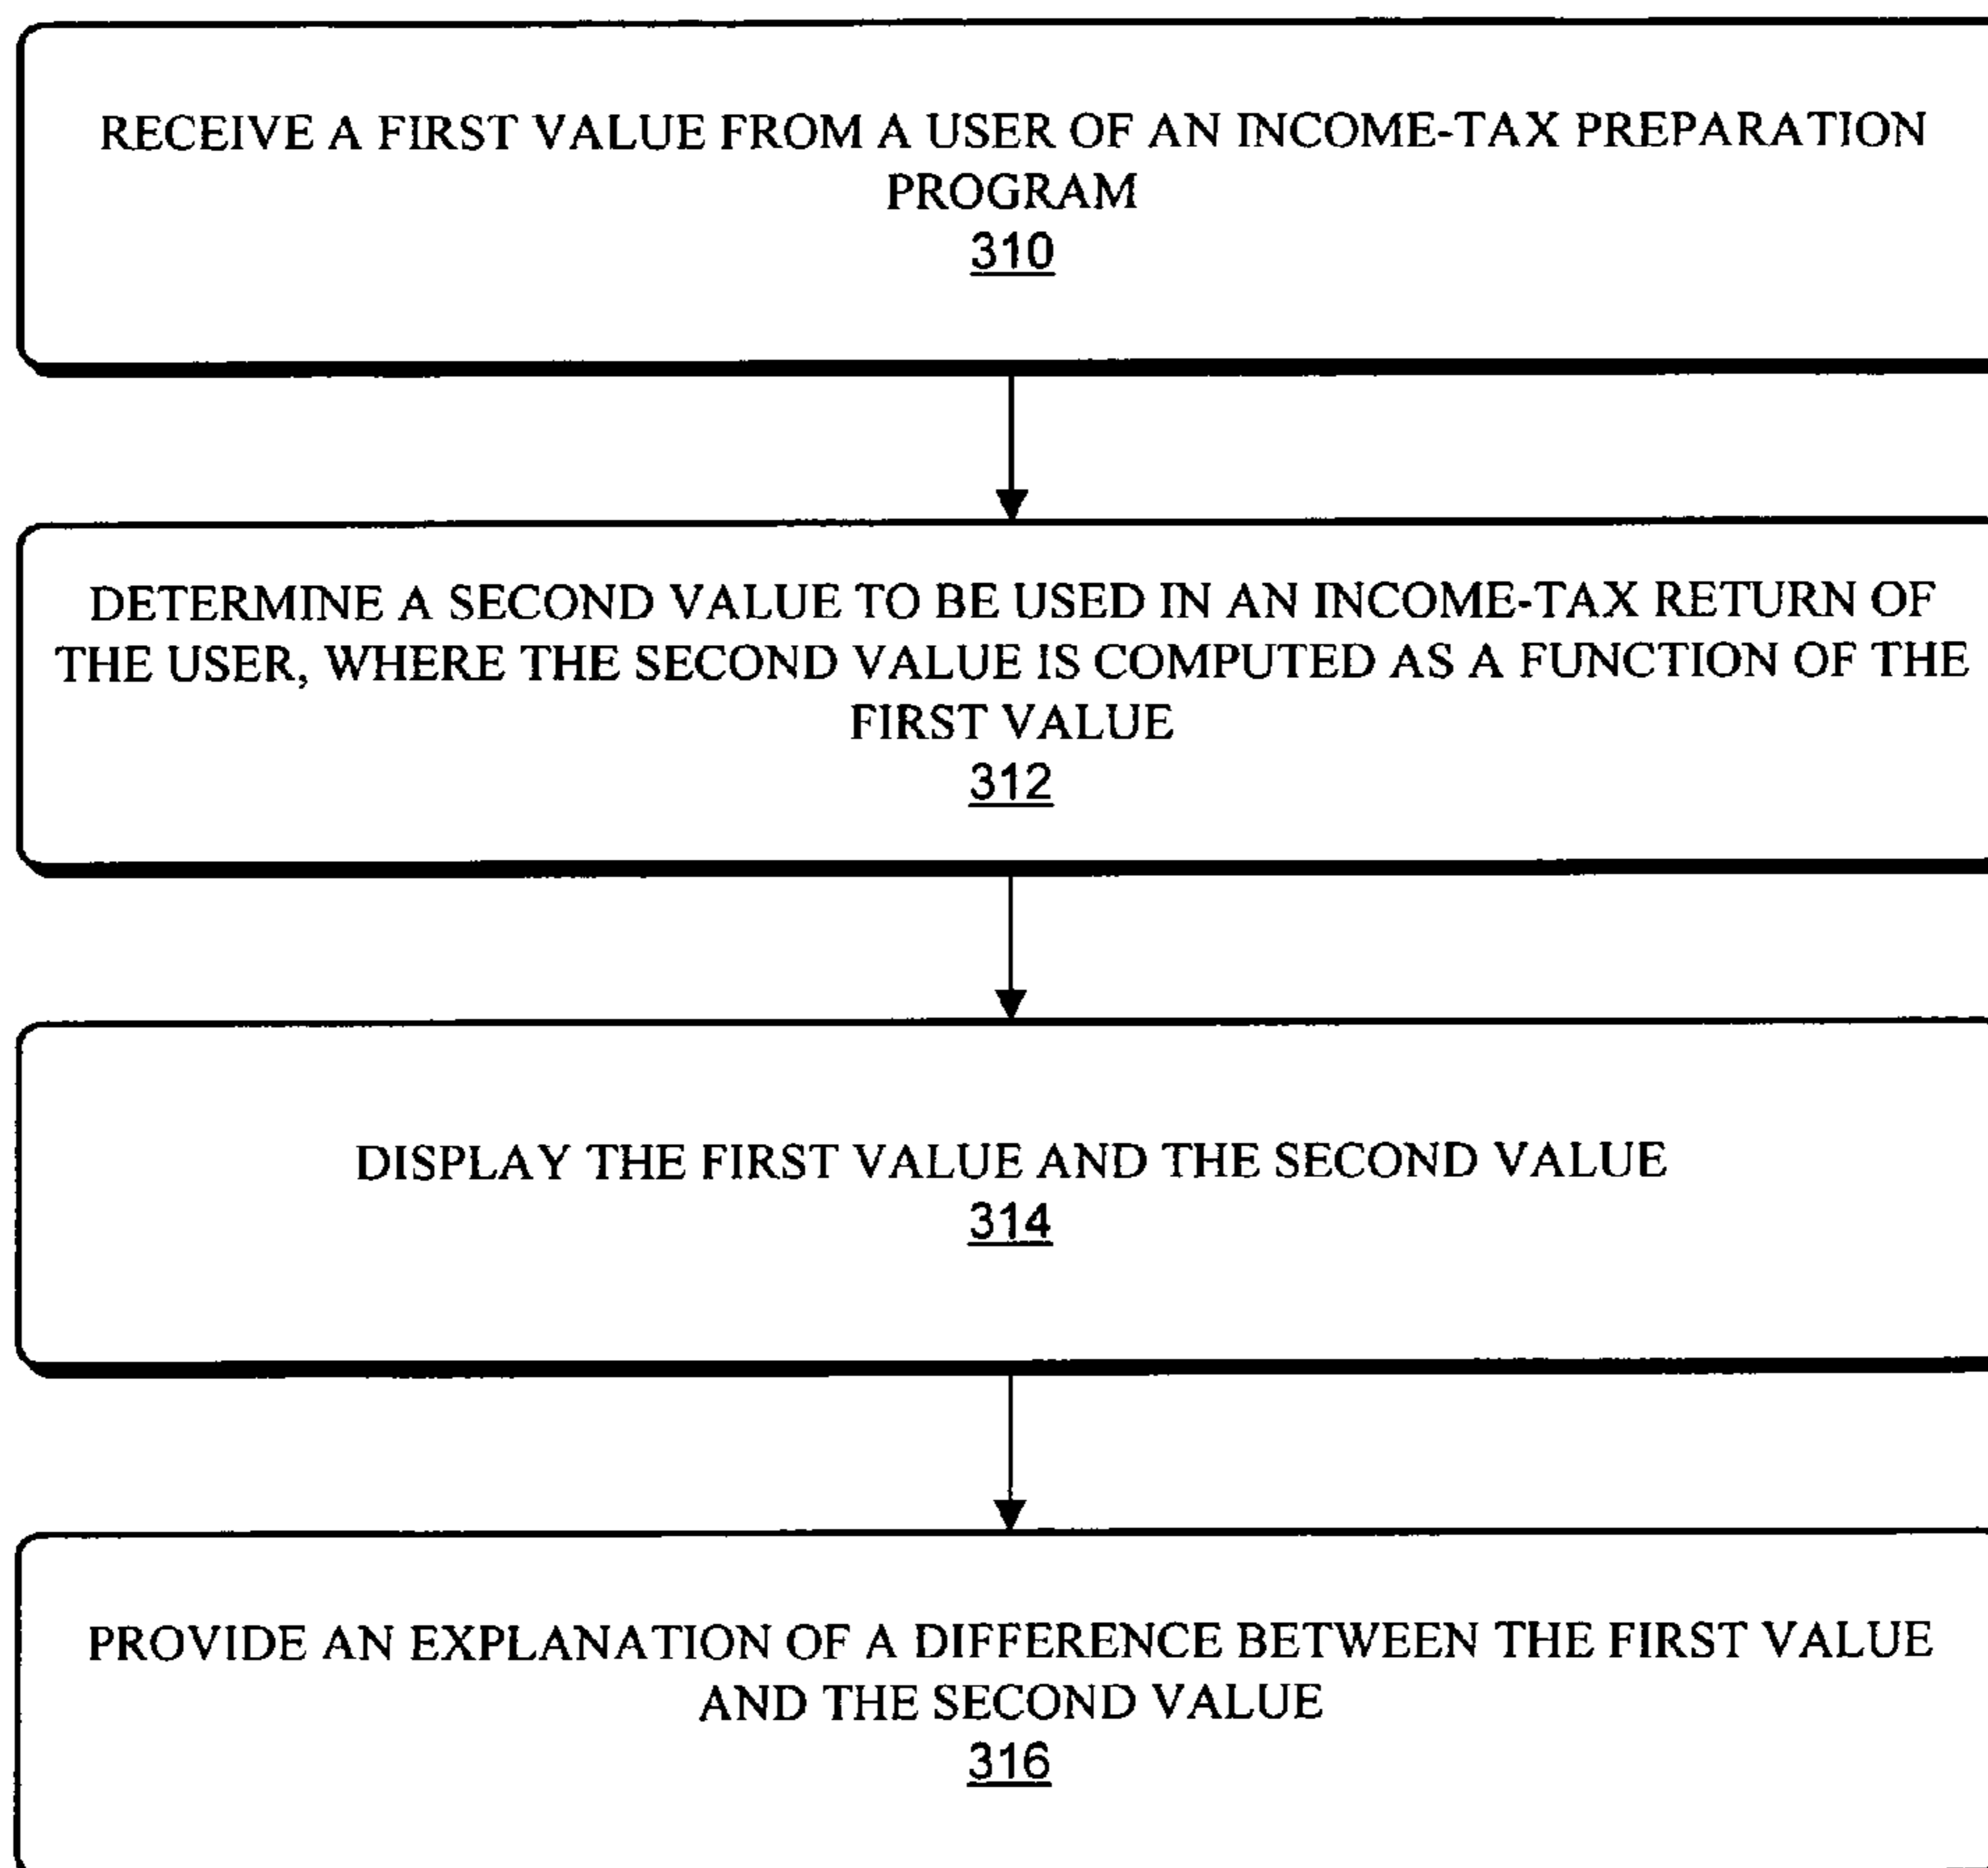 RECEIVE A FIRST VALUE FROM A USER OF AN INCOME-TAX PREPARATION
PROGRAM
310
DETERMINE A SECOND VALUE TO BE USED IN AN INCOME-TAX RETURN OF
THE USER, WHERE THE SECOND VALUE IS COMPUTED AS A FUNCTION OF THE
FIRST VALUE
312
DISPLAY THE FIRST VALUE AND THE SECOND VALUE
314
PROVIDE AN EXPLANATION OF A DIFFERENCE BETWEEN THE FIRST VALUE
AND THE SECOND VALUE
316